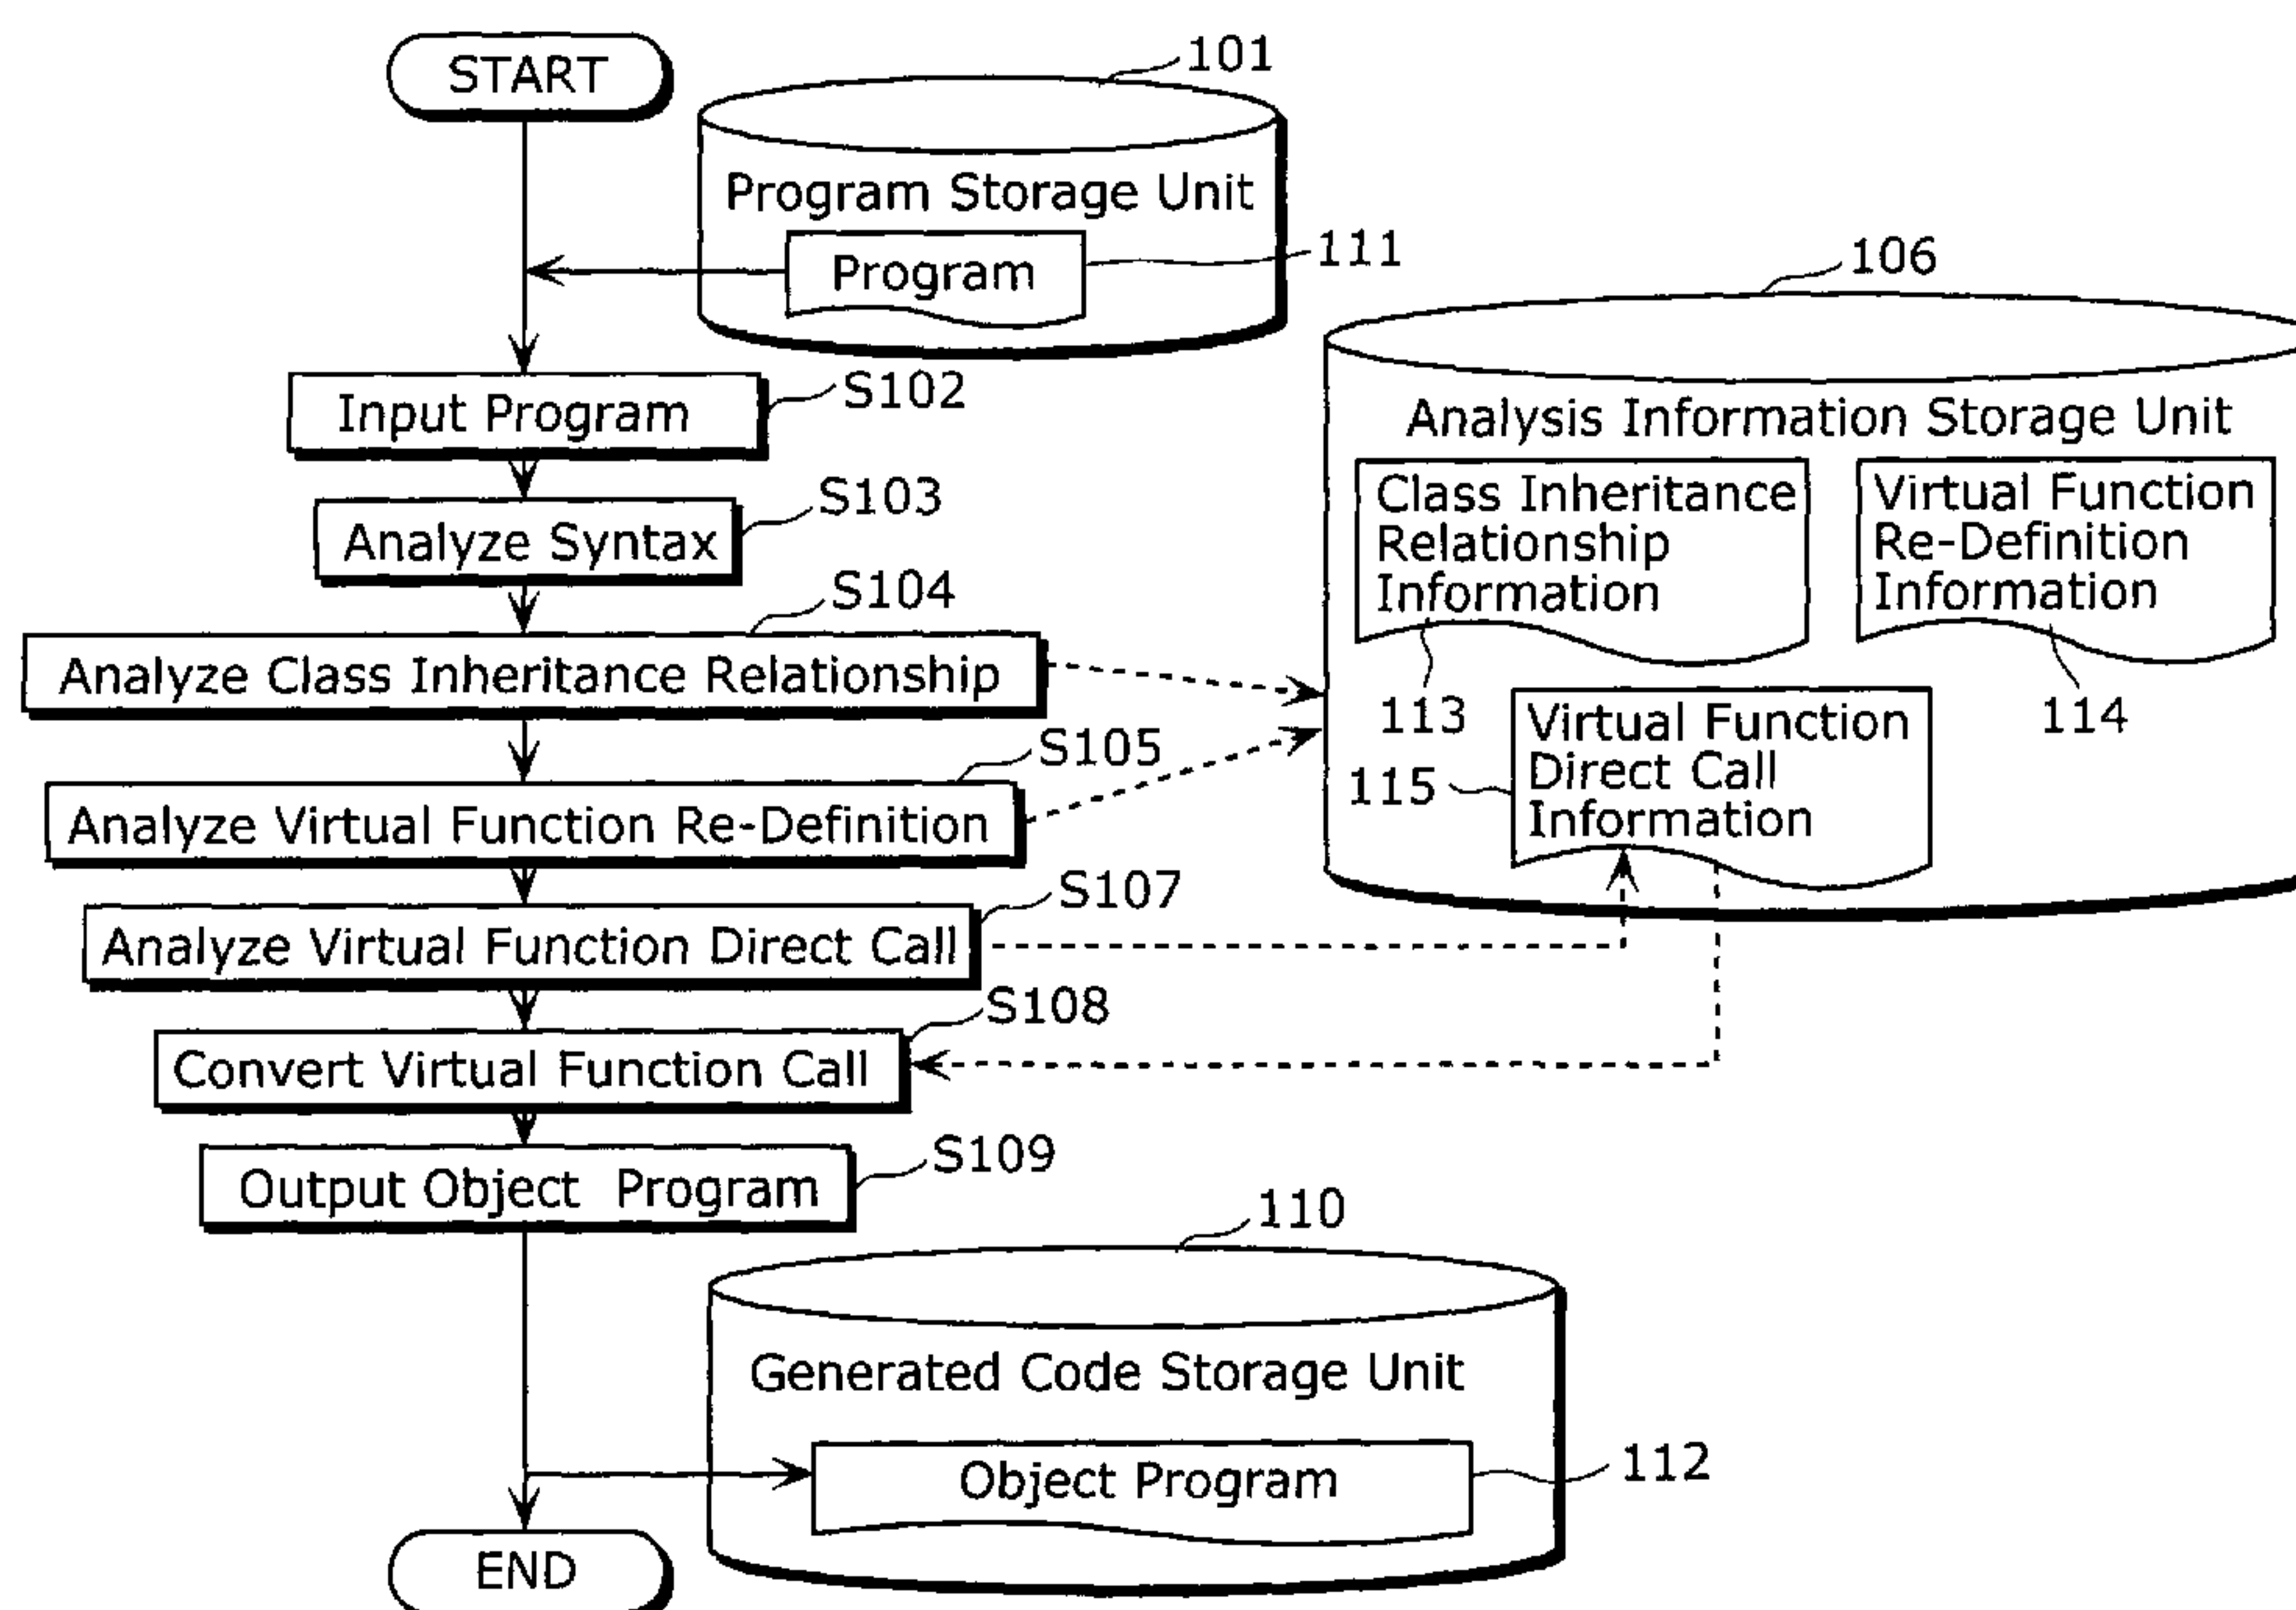 START
101
Program Storage Unit
Program
111
106
Input Program
S102
Analysis Information Storage Unit
Class Inheritance
Relationship
Information
113
Virtual Function
Re-Definition
Information
114
Analyze Syntax
S103
S104
Analyze Class Inheritance Relationship
S105
Analyze Virtual Function Re-Definition
115
Virtual Function
Direct Call
Information
S107
Analyze Virtual Function Direct Call
S108
Convert Virtual Function Call
S109
Output Object Program
110
Generated Code Storage Unit
Object Program
112
END